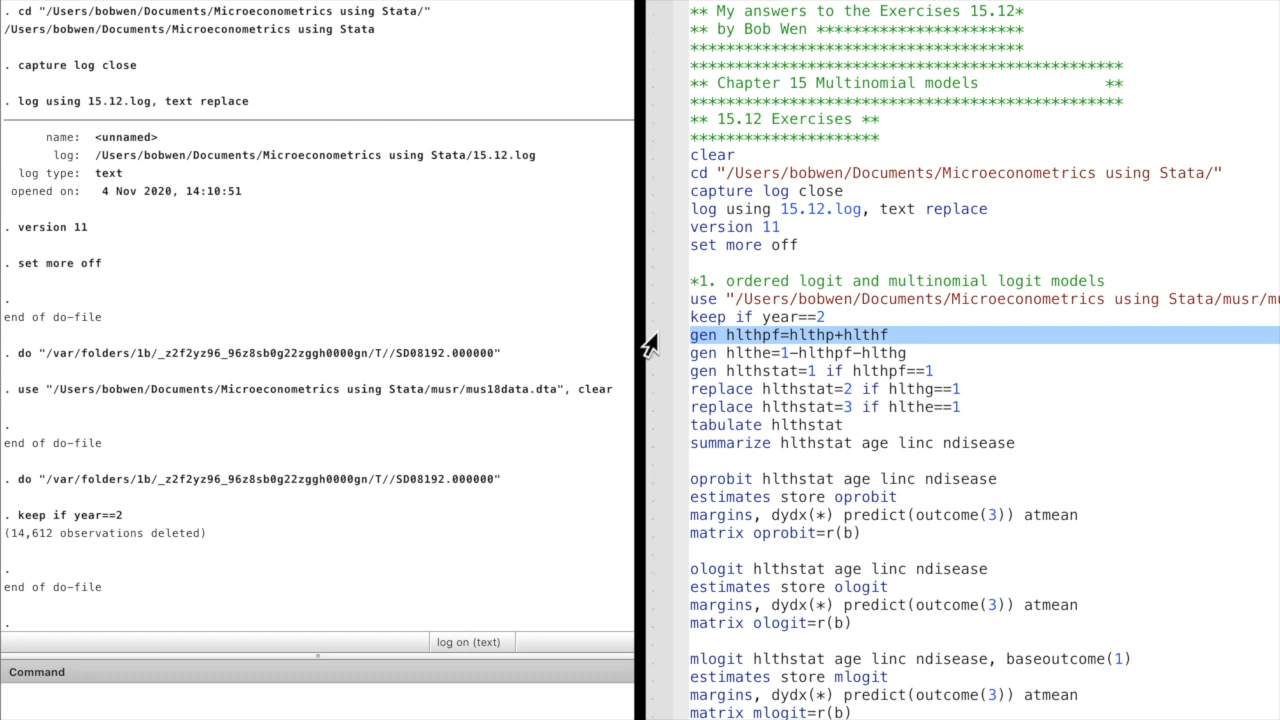 . cd "/Users/bobwen/Documents/Microeconometrics using Stata/"
/Users/bobwen/Documents/Microeconometrics using Stata
. capture log close
. log using 15.12.log, text replace
name:  <unnamed>
log:  /Users/bobwen/Documents/Microeconometrics using Stata/15.12.log
log type:  text
opened on:   4 Nov 2020, 14:10:51
. version 11
. set more off
.
end of do-file
. do "/var/folders/1b/_z2f2yz96_96z8sb0g22zggh0000gn/T//SD08192.000000"
. use "/Users/bobwen/Documents/Microeconometrics using Stata/musr/mus18data.dta", clear
.
end of do-file
. do "/var/folders/1b/_z2f2yz96_96z8sb0g22zggh0000gn/T//SD08192.000000"
. keep if year==2
(14,612 observations deleted)
.
end of do-file
.
log on (text)
Command
** My answers to the Exercises 15.12*
** by Bob Wen ***********************
*************************************
************************************************
** Chapter 15 Multinomial models              **
************************************************
** 15.12 Exercises **
*********************
clear
cd "/Users/bobwen/Documents/Microeconometrics using Stata/"
capture log close
log using 15.12.log, text replace
version 11
set more off
*1. ordered logit and multinomial logit models
use "/Users/bobwen/Documents/Microeconometrics using Stata/musr/
keep if year==2
gen hlthpf=hlthp+hlthf
gen hlthe=1-hlthpf-hlthg
gen hlthstat=1 if hlthpf==1
replace hlthstat=2 if hlthg==1
replace hlthstat=3 if hlthe==1
tabulate hlthstat
summarize hlthstat age linc ndisease
oprobit hlthstat age linc ndisease
estimates store oprobit
margins, dydx(*) predict(outcome(3)) atmean
matrix oprobit=r(b)
ologit hlthstat age linc ndisease
estimates store ologit
margins, dydx(*) predict(outcome(3)) atmean
matrix ologit=r(b)
mlogit hlthstat age linc ndisease, baseoutcome(1)
estimates store mlogit
margins, dydx(*) predict(outcome(3)) atmean
matrix mlogit=r(b)